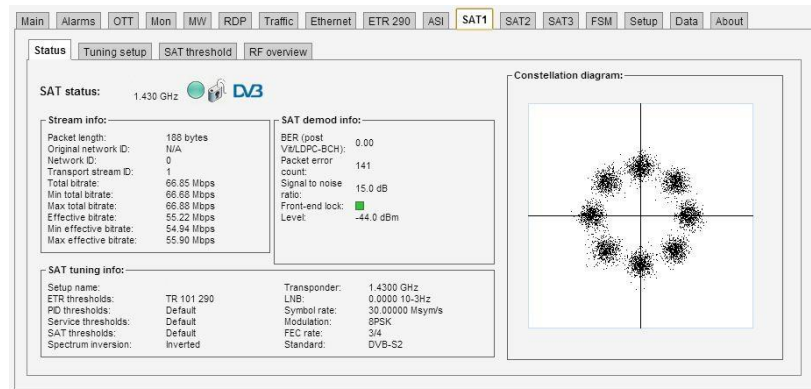 Main Alarms OTT Mon MW RDP Traffic Ethernet ETR 290 ASI SAT1 SAT2 SAT3 FSM Setup Data About
Status Tuning setup SAT threshold RF overview
SAT status: 1.430 GHz DVB
Stream info:
Packet length: 188 bytes
Original network ID: N/A
Network ID: 0
Transport stream ID: 1
Total bitrate: 66.85 Mbps
Min total bitrate: 66.68 Mbps
Max total bitrate: 66.88 Mbps
Effective bitrate: 55.22 Mbps
Min effective bitrate: 54.94 Mbps
Max effective bitrate: 55.90 Mbps
SAT demod info:
BER (post
Vit/LDPC-BCH): 0.00
Packet error
count: 141
Signal to noise
ratio: 15.0 dB
Front-end lock:
Level: -44.0 dBm
SAT tuning info:
Setup name:
ETR thresholds: TR 101 290
PID thresholds: Default
Service thresholds: Default
SAT thresholds: Default
Spectrum inversion: Inverted
Transponder: 1.4300 GHz
LNB: 0.0000 10-3Hz
Symbol rate: 30.00000 Msym/s
Modulation: 8PSK
FEC rate: 3/4
Standard: DVB-S2
Constellation diagram: